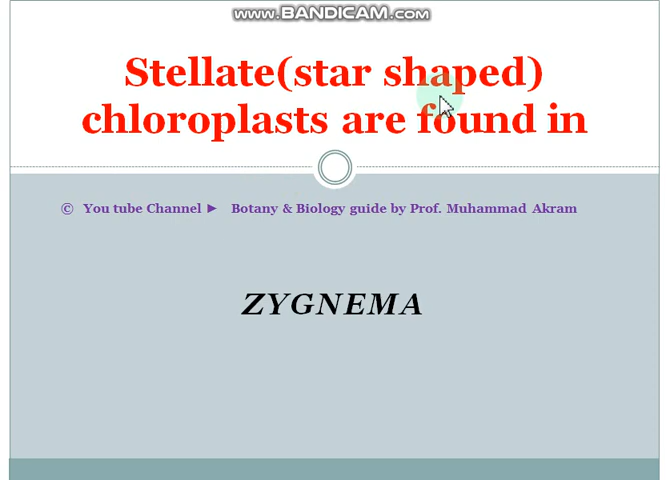 www.BANDICAM.com
Stellate(star shaped)
chloroplasts are found in
© You tube Channel ► Botany & Biology guide by Prof. Muhammad Akram
ZYGNEMA